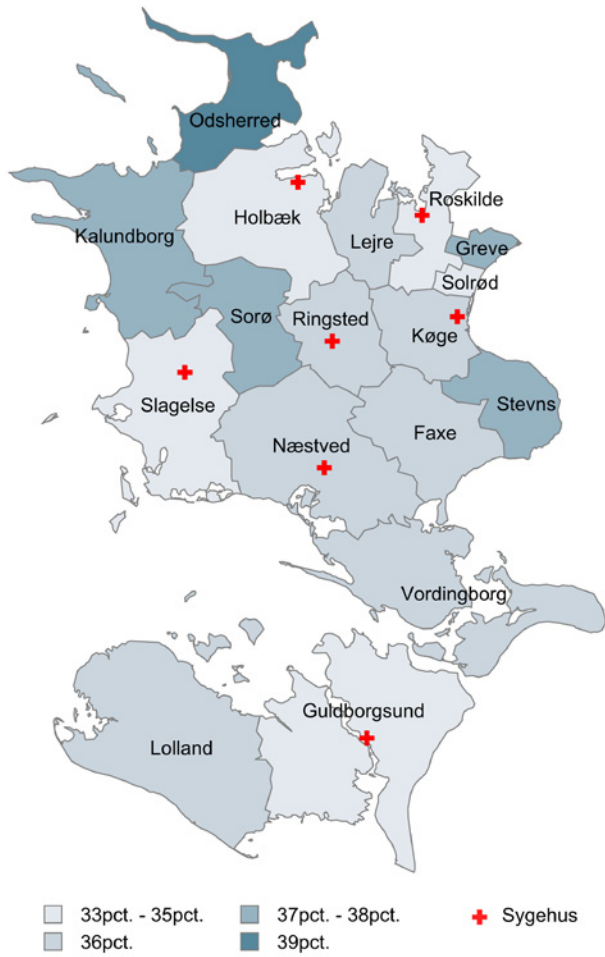 Odsherred
Roskilde
Holbæk
Kalundborg
Lejre
Greve
Solrød
Sorø
Ringsted
Køge
Slagelse
Stevns
Faxe
Næstved
Vordingborg
Guldborgsund
Lolland
33pct. - 35pct.
37pct. - 38pct.
Sygehus
36pct.
39pct.